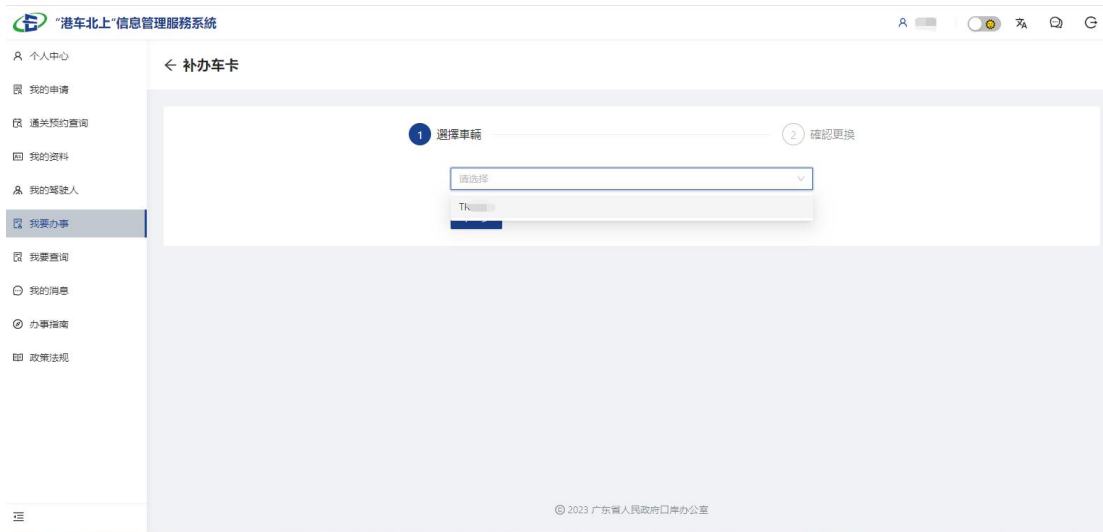 “港车北上”信息管理服務系統
个人中心
← 补办车卡
我的申请
通关预约查询
1 選擇車輛
2 確認更换
我的资料
请选择
我的驾驶人
TK
我要办事
我要查询
我的消息
办事指南
政策法规
© 2023 广东省人民政府口岸办公室